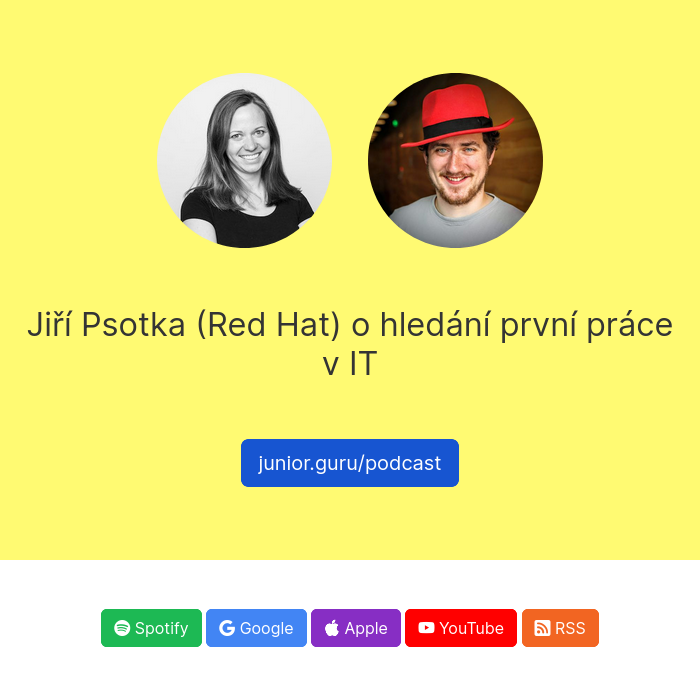 Jiří Psotka (Red Hat) o hledání první práce
v IT
junior.guru/podcast
Spotify Google Apple YouTube RSS